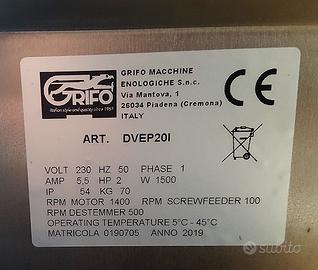 GRIFO
Italian style and quality since 1961
GRIFO MACCHINE
ENOLOGICHE S.n.c.
Via Mantova, 1
26034 Piadena (Cremona)
ITALY
CE
ART. DVEP20I
VOLT 230 HZ 50 PHASE 1
AMP 5,5 HP 2 W 1500
IP 54 KG 70
RPM MOTOR 1400 RPM SCREWFEEDER 100
RPM DESTEMMER 500
OPERATING TEMPERATURE 5°C - 45°C
MATRICOLA 0190705 ANNO 2019
subito